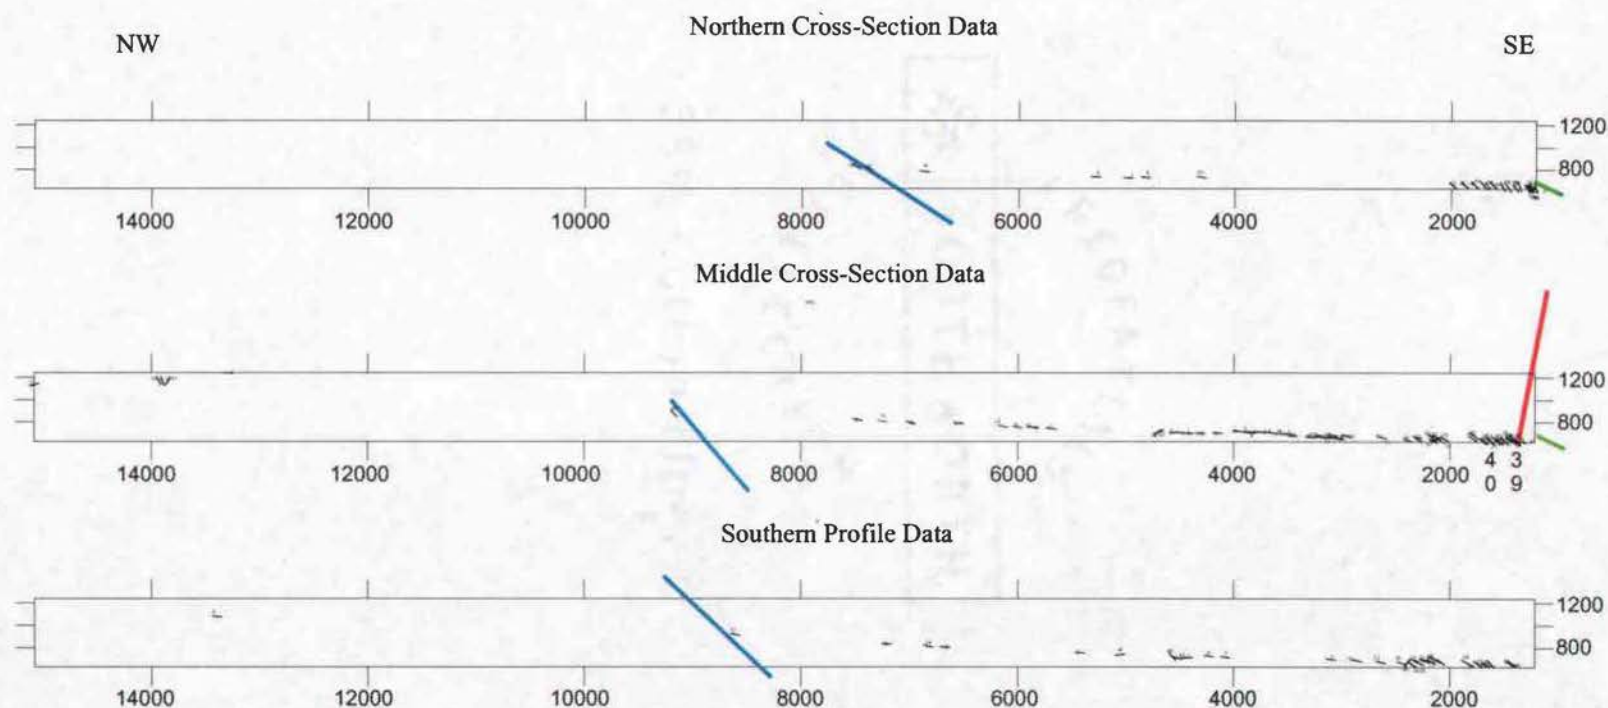 Northern Cross-Section Data
NW SE
1200
800
14000 12000 10000 8000 6000 4000 2000
Middle Cross-Section Data
1200
800
14000 12000 10000 8000 6000 4000 2000 4 3
0 9
Southern Profile Data
1200
800
14000 12000 10000 8000 6000 4000 2000